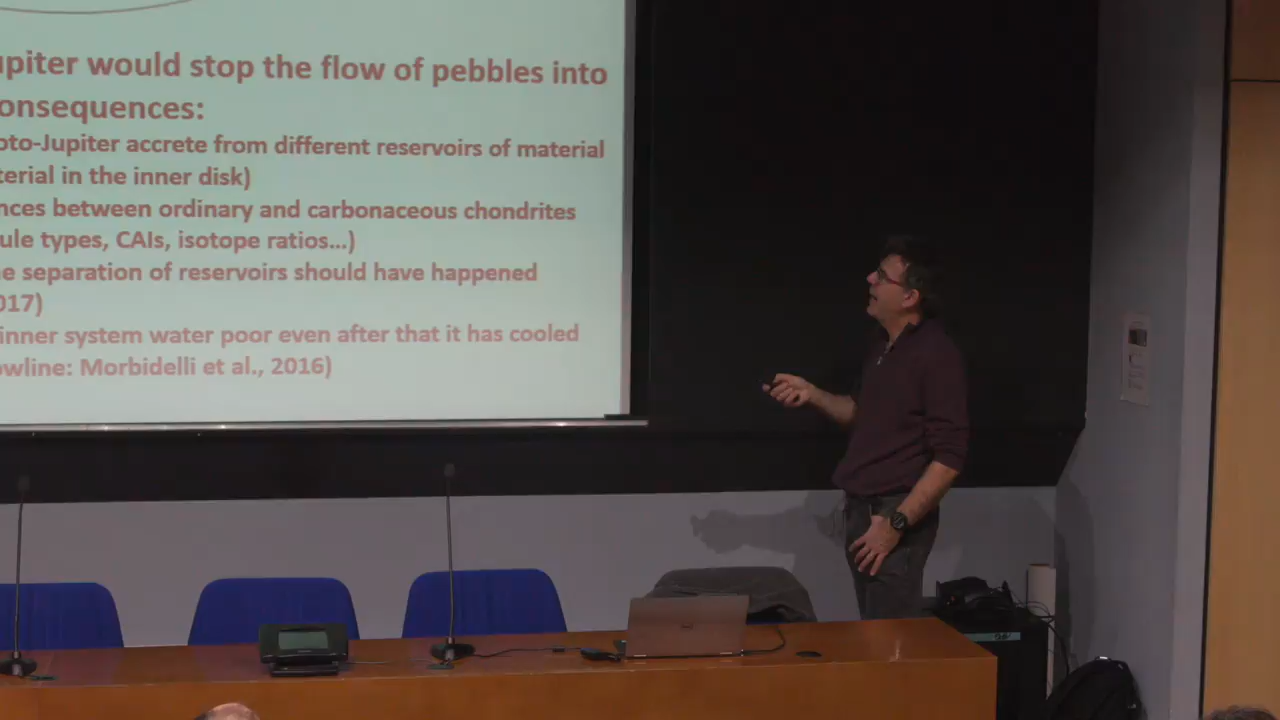 upiter would stop the flow of pebbles into
onsequences:
oto-Jupiter accrete from different reservoirs of material
terial in the inner disk)
nces between ordinary and carbonaceous chondrites
ule types, CAIs, isotope ratios...)
e separation of reservoirs should have happened
017)
inner system water poor even after that it has cooled
owline: Morbidelli et al., 2016)